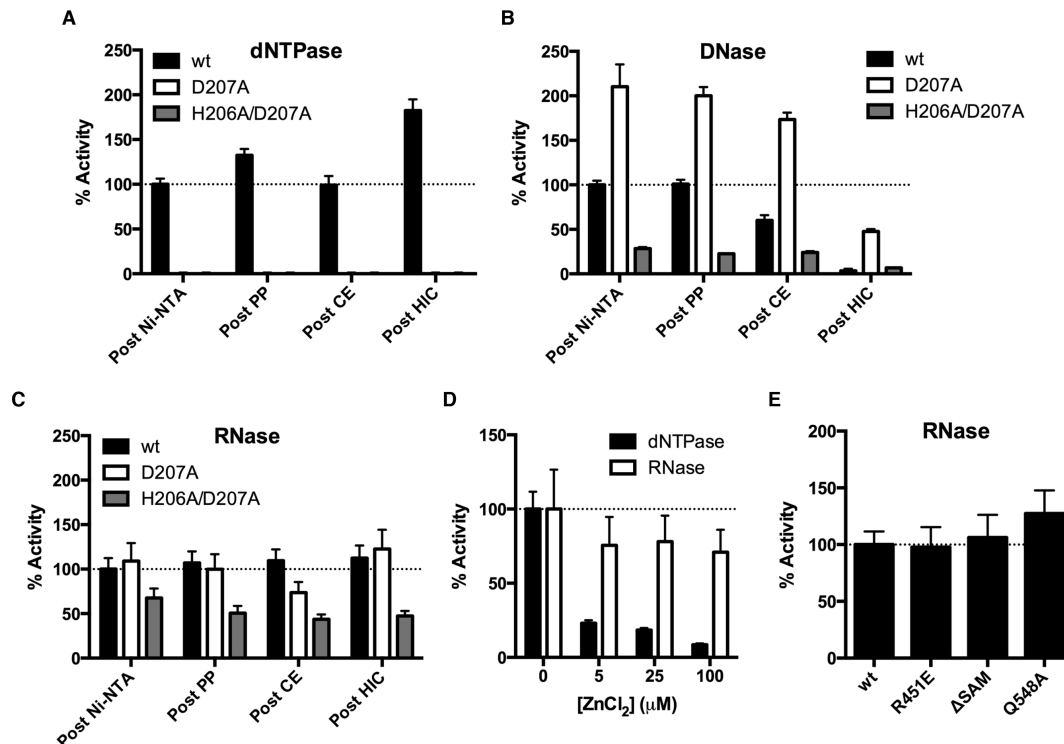 A
dNTPase
wt
D207A
H206A/D207A
% Activity
250
200
150
100
50
0
Post Ni-NTA
Post PP
Post CE
Post HIC
B
DNase
wt
D207A
H206A/D207A
% Activity
250
200
150
100
50
0
Post Ni-NTA
Post PP
Post CE
Post HIC
C
RNase
wt
D207A
H206A/D207A
% Activity
250
200
150
100
50
0
Post Ni-NTA
Post PP
Post CE
Post HIC
D
dNTPase
RNase
% Activity
150
100
50
0
0 5 25 100
[ZnCl₂] (μM)
E
RNase
% Activity
200
150
100
50
0
wt
R451E
ΔSAM
Q548A